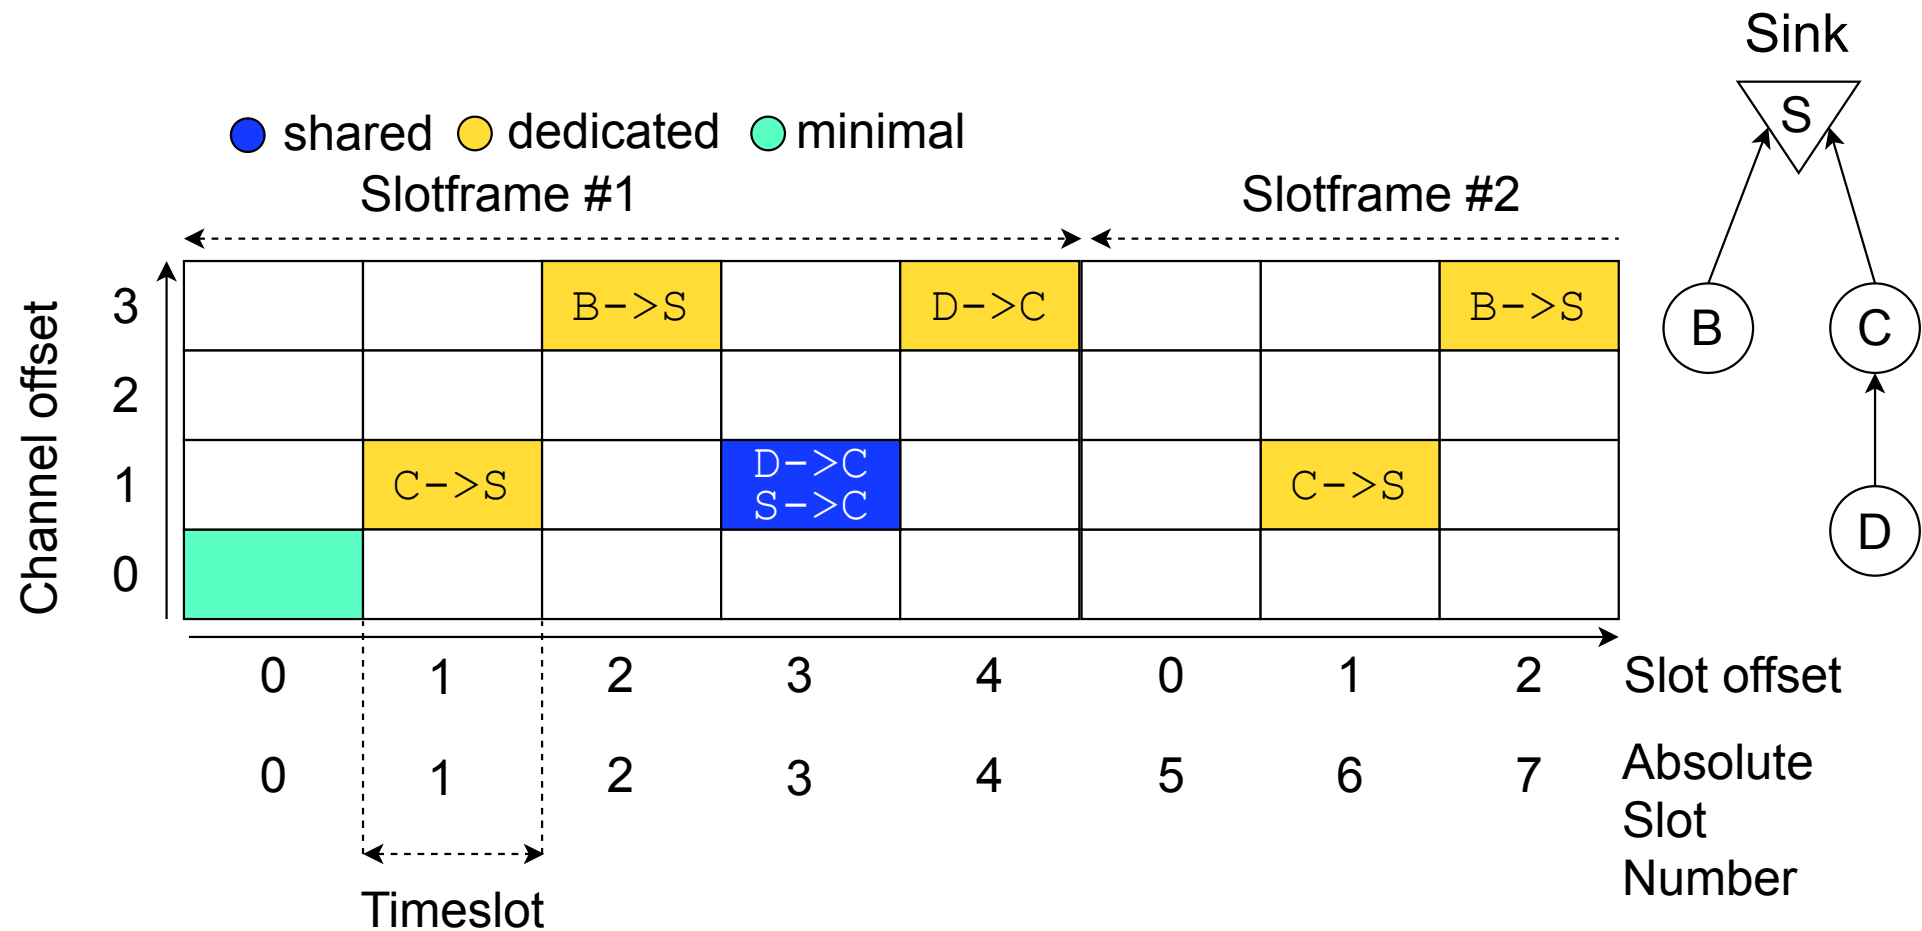 Sink
S
shared dedicated minimal
Slotframe #1 Slotframe #2
Channel offset
3 B->S D->C B->S
2
1 C->S D->C C->S
S->C
0
B C
D
0 1 2 3 4 0 1 2 Slot offset
0 1 2 3 4 5 6 7 Absolute
Slot
Number
Timeslot